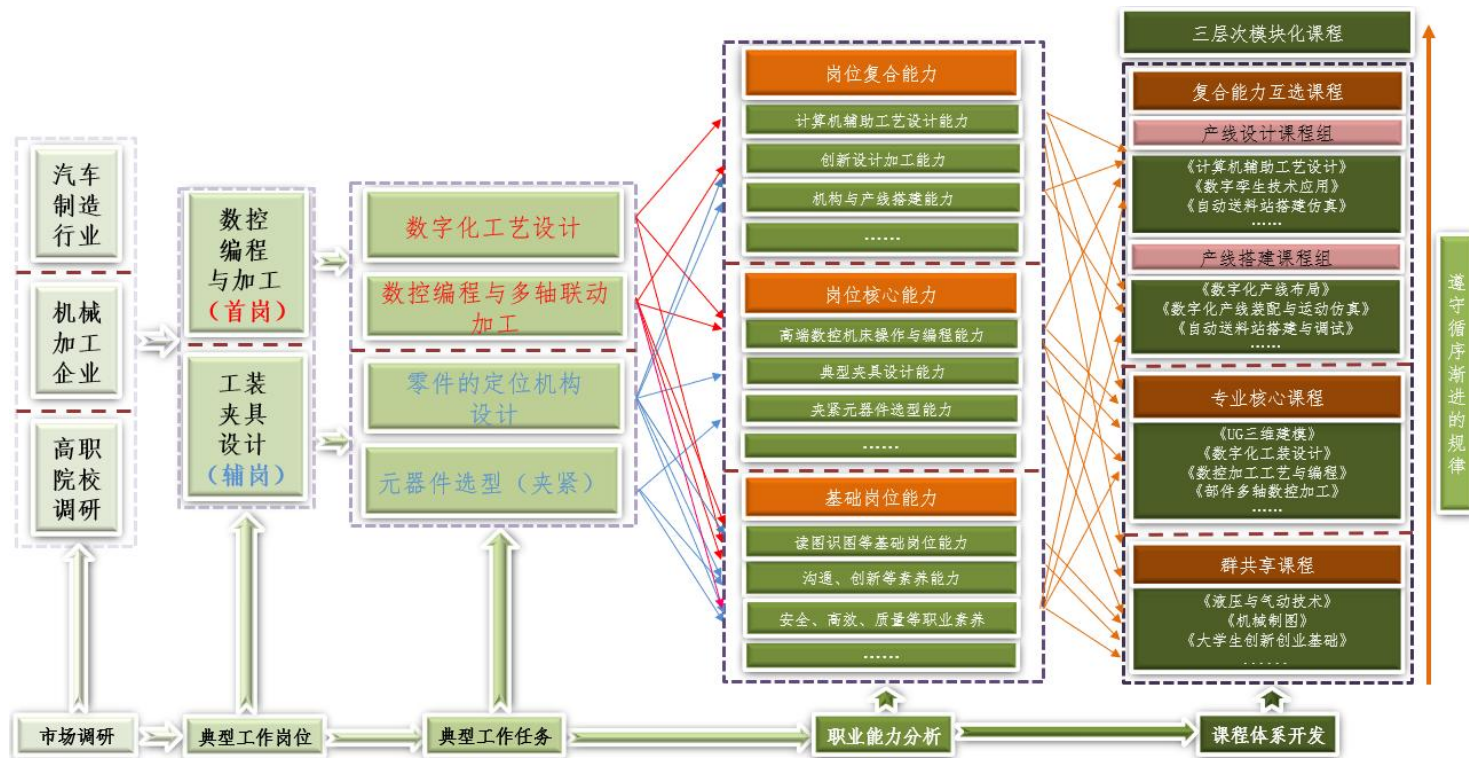 汽车
制造
行业
机械
加工
企业
高职
院校
调研
市场调研
数控
编程
与加工
（首岗）
工装
夹具
设计
（辅岗）
典型工作岗位
数字化工艺设计
数控编程与多轴联动
加工
零件的定位机构
设计
元器件选型（夹紧）
典型工作任务
岗位复合能力
计算机辅助工艺设计能力
创新设计加工能力
机构与产线搭建能力
······
岗位核心能力
高端数控机床操作与编程能力
典型夹具设计能力
夹紧元器件选型能力
······
基础岗位能力
读图识图等基础岗位能力
沟通、创新等素养能力
安全、高效、质量等职业素养
······
职业能力分析
三层次模块化课程
复合能力互选课程
产线设计课程组
《计算机辅助工艺设计》
《数字孪生技术应用》
《自动送料站搭建仿真》
······
产线搭建课程组
《数字化产线布局》
《数字化产线装配与运动仿真》
《自动送料站搭建与调试》
······
专业核心课程
《UG三维建模》
《数字化工装设计》
《数控加工工艺与编程》
《部件多轴数控加工》
······
群共享课程
《液压与气动技术》
《机械制图》
《大学生创新创业基础》
······
课程体系开发
遵守循序渐进的规律